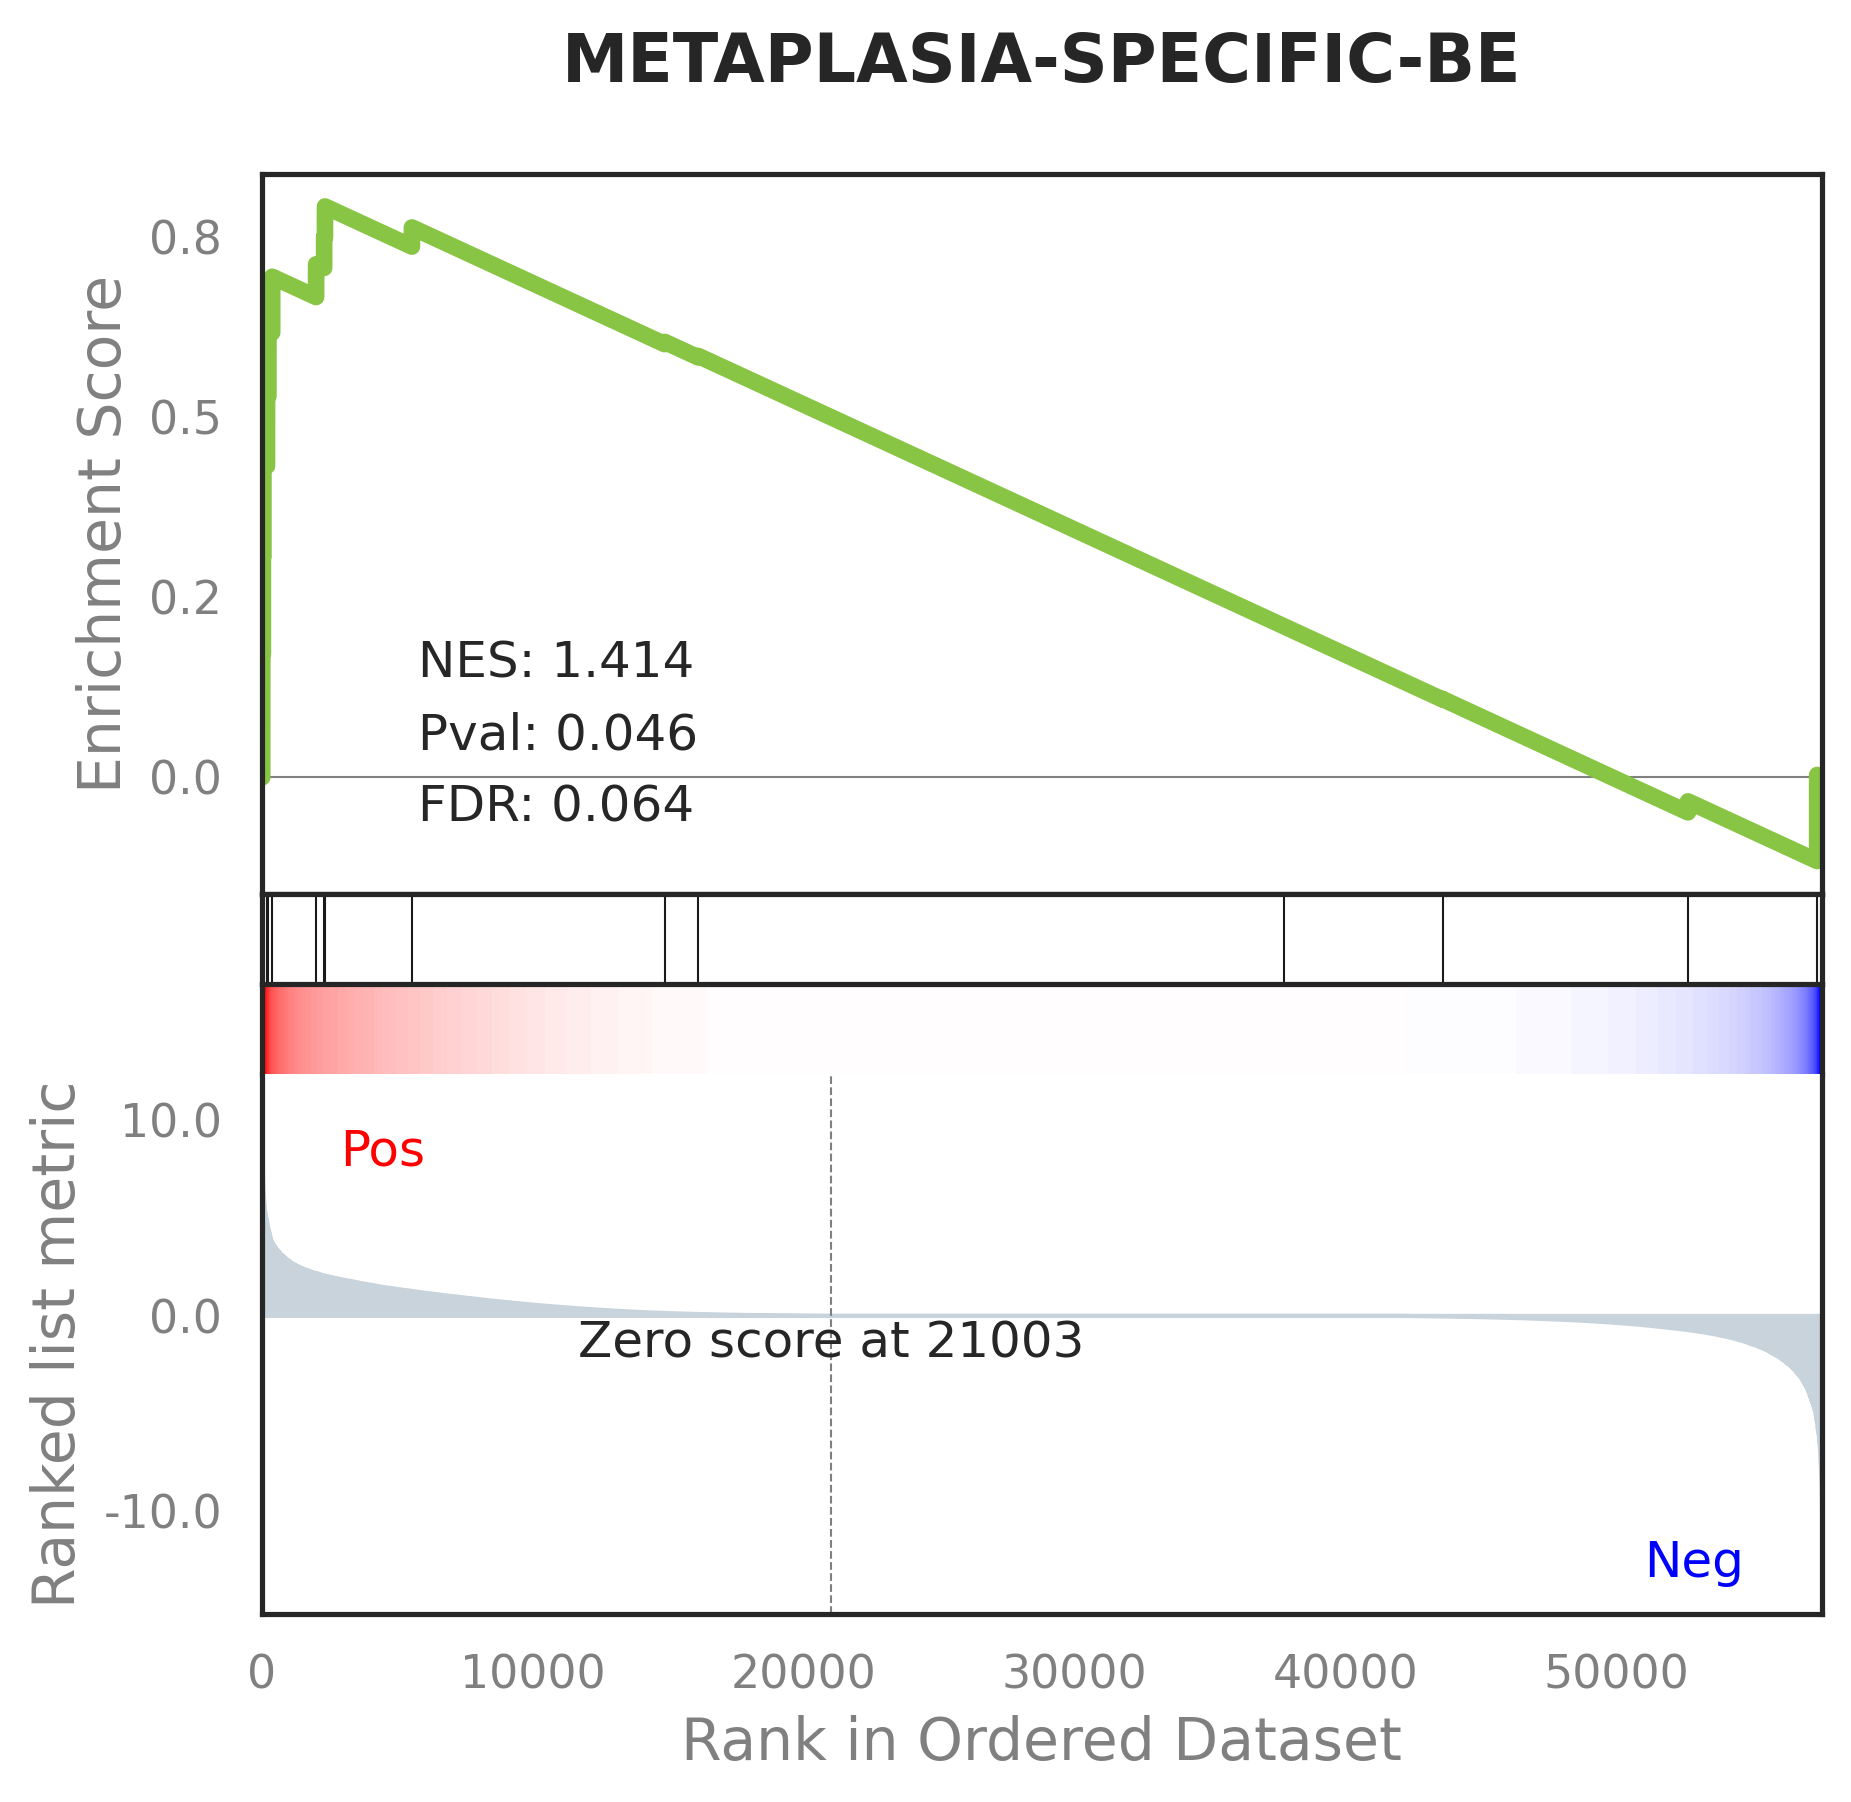 METAPLASIA-SPECIFIC-BE
Enrichment Score
0.8
0.5
0.2
0.0
NES: 1.414
Pval: 0.046
FDR: 0.064
Ranked list metric
10.0
0.0
-10.0
Pos
Zero score at 21003
Neg
0 10000 20000 30000 40000 50000
Rank in Ordered Dataset